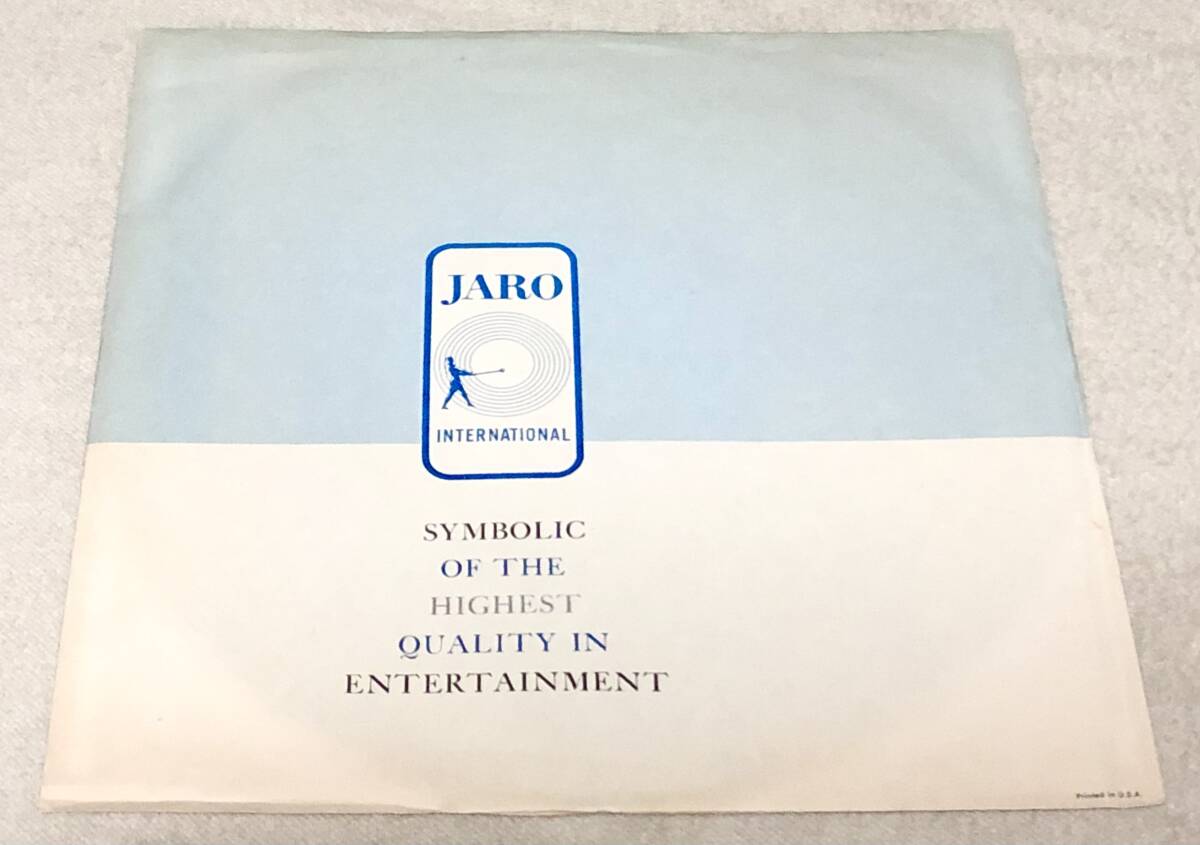 JARO
INTERNATIONAL
SYMBOLIC
OF THE
HIGHEST
QUALITY IN
ENTERTAINMENT
Printed in U.S.A.